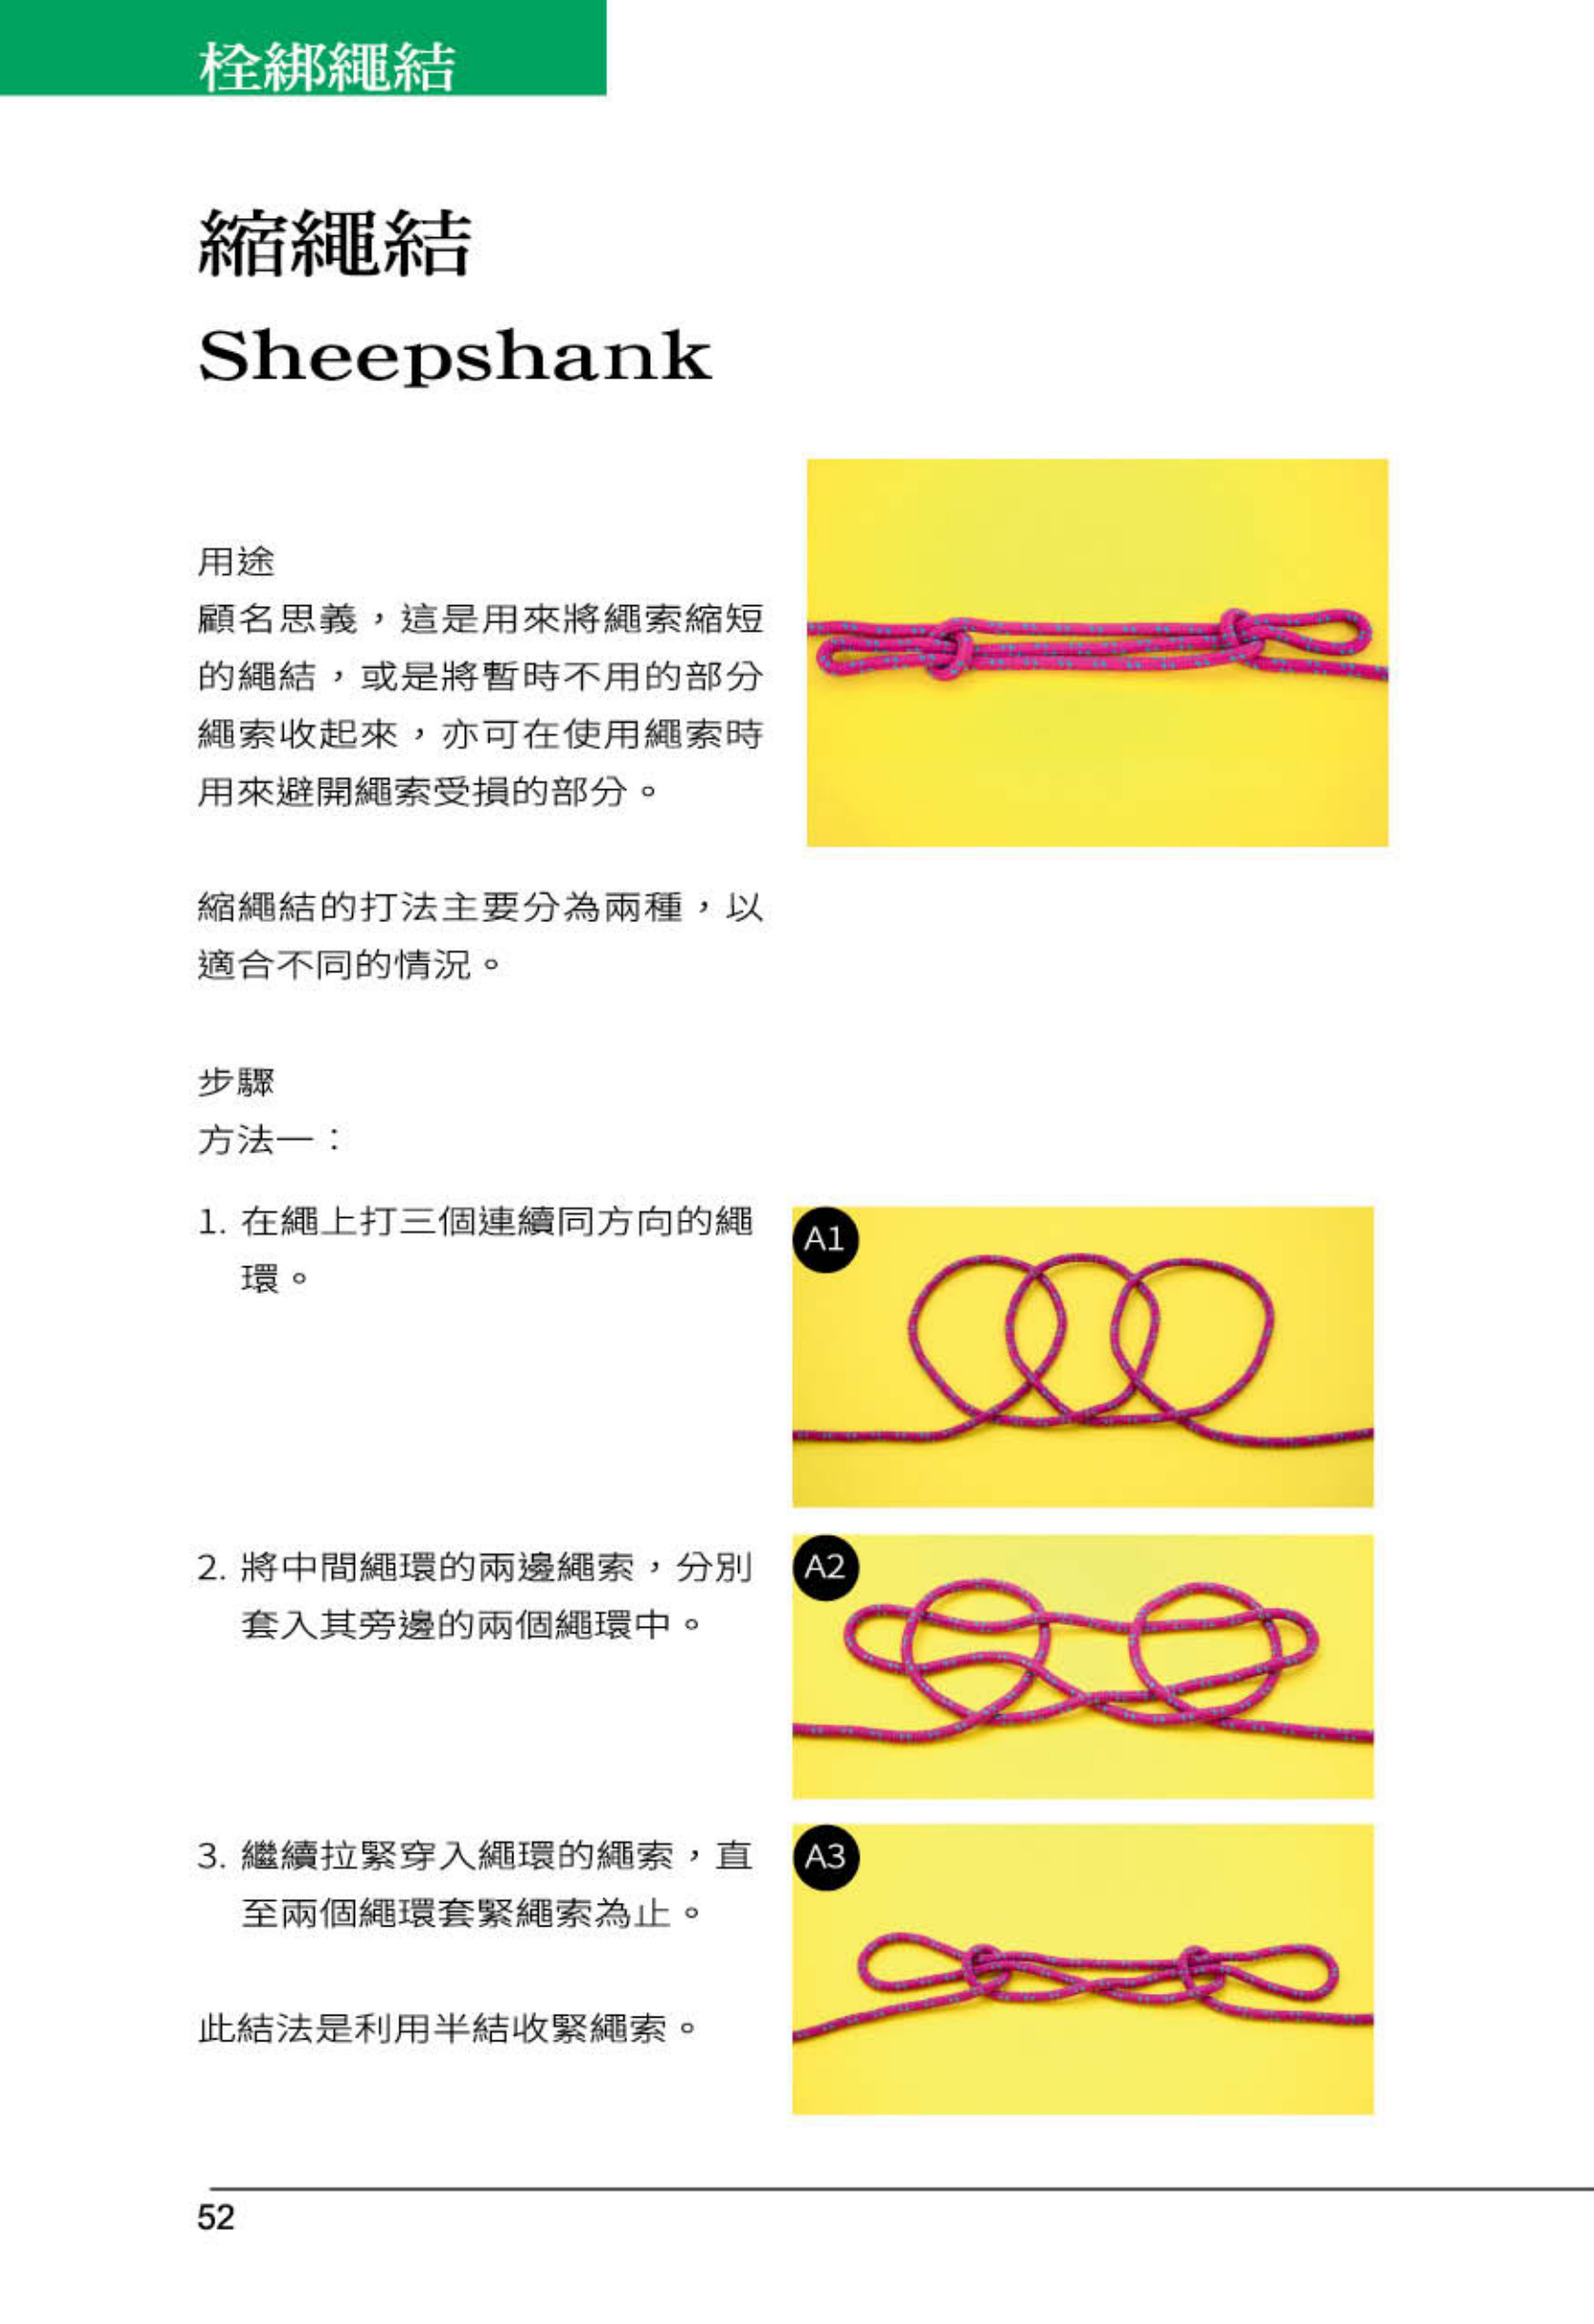 栓綁繩結
縮繩結
Sheepshank
用途
顧名思義，這是用來將繩索縮短
的繩結，或是將暫時不用的部分
繩索收起來，亦可在使用繩索時
用來避開繩索受損的部分。
縮繩結的打法主要分為兩種，以
適合不同的情況。
步驟
方法一：
1. 在繩上打三個連續同方向的繩
環。
A1
2. 將中間繩環的兩邊繩索，分別
套入其旁邊的兩個繩環中。
A2
3. 繼續拉緊穿入繩環的繩索，直
至兩個繩環套緊繩索為止。
A3
此結法是利用半結收緊繩索。
52